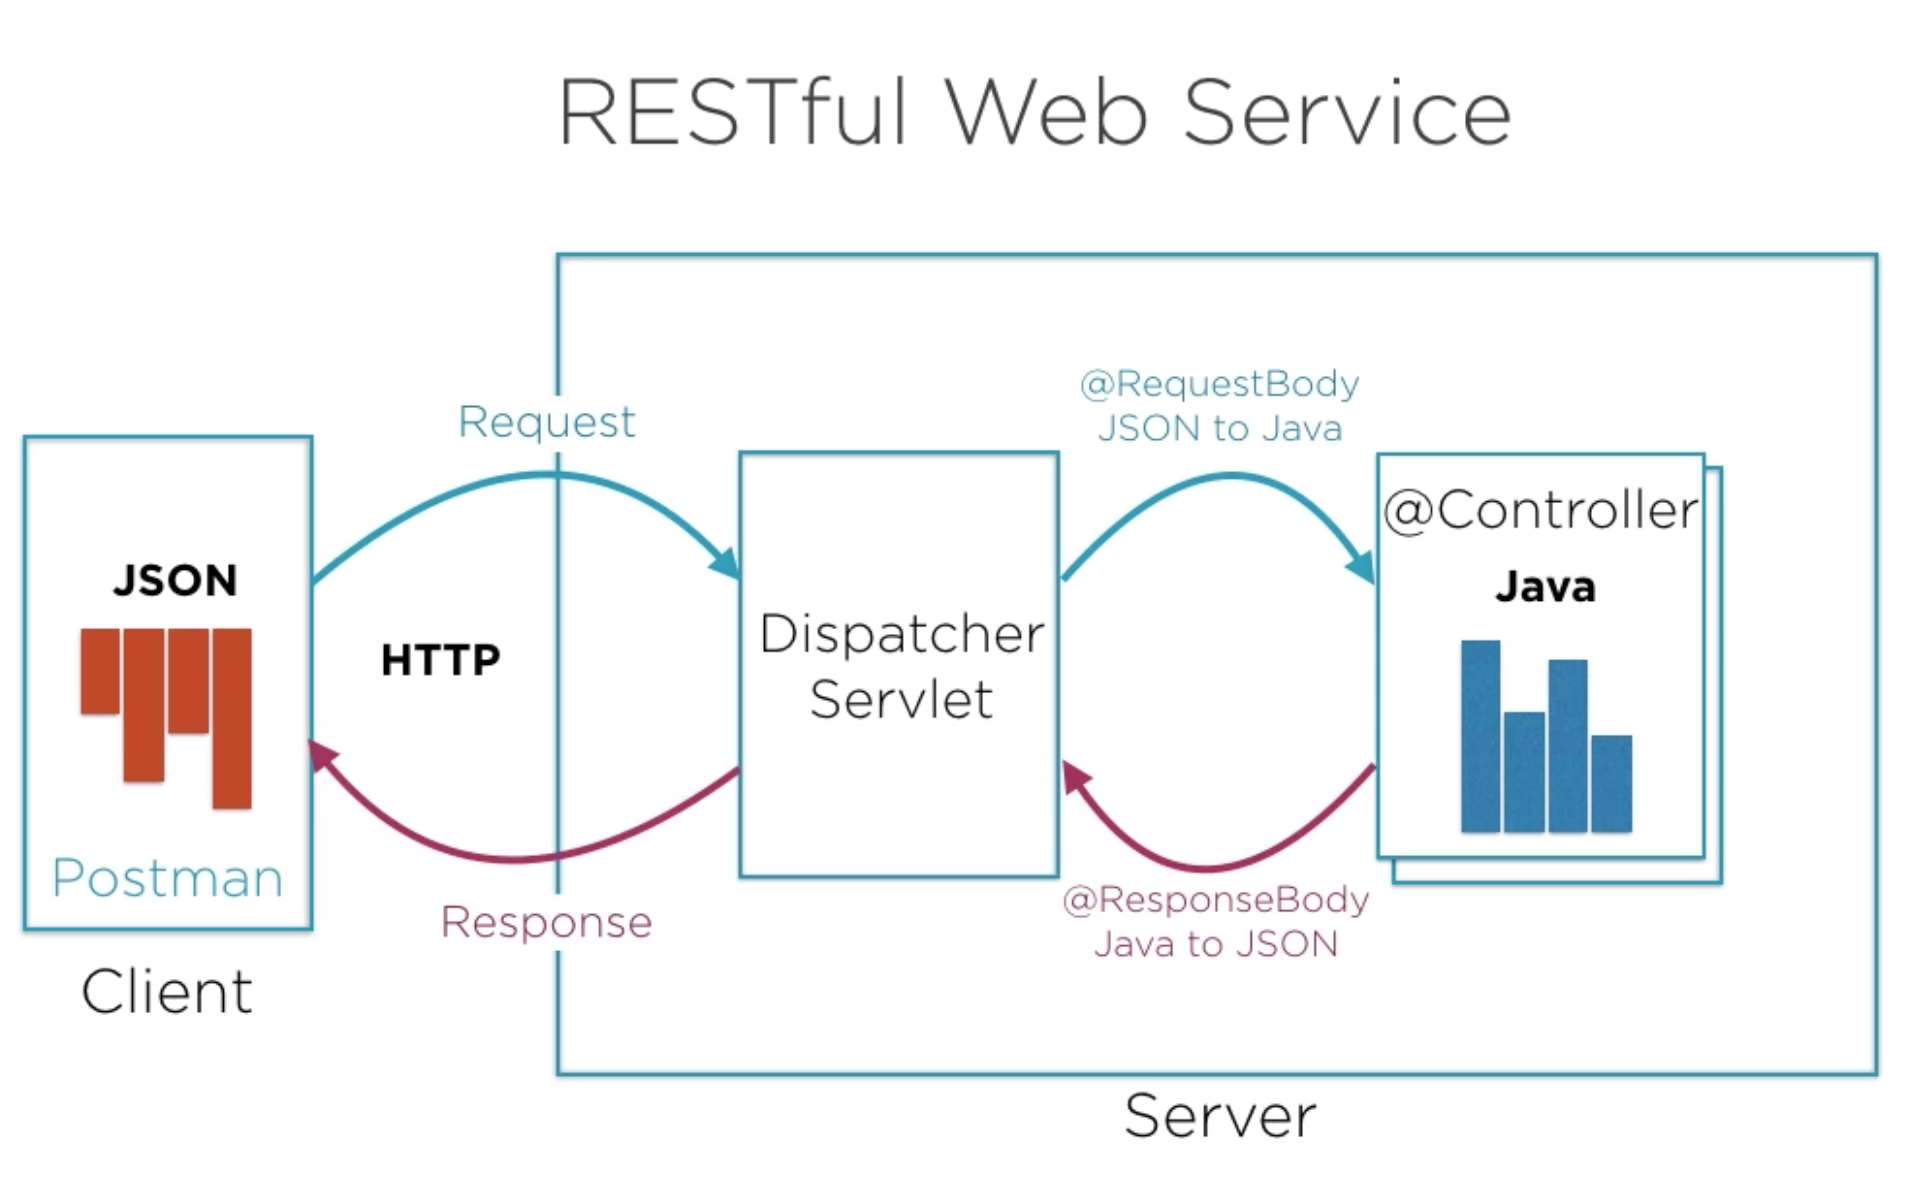 RESTful Web Service
@RequestBody
JSON to Java
Request
@Controller
JSON
Java
HTTP
Dispatcher
Servlet
Postman
Response
@ResponseBody
Java to JSON
Client
Server